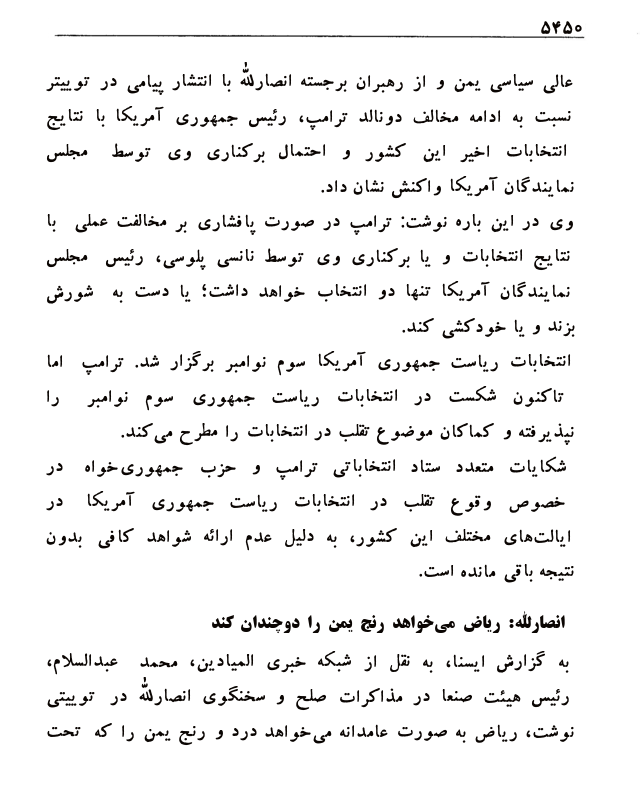 ۵۴۵۰
عالی سیاسی یمن و از رهبران برجسته انصارالله با انتشار پیامی در توییتر
نسبت به ادامه مخالف دونالد ترامپ، رئیس جمهوری آمریکا با نتایج
انتخابات اخیر این کشور و احتمال برکناری وی توسط مجلس
نمایندگان آمریکا واکنش نشان داد.
وی در این باره نوشت: ترامپ در صورت پافشاری بر مخالفت عملی با
نتایج انتخابات و یا برکناری وی توسط نانسی پلوسی، رئیس مجلس
نمایندگان آمریکا تنها دو انتخاب خواهد داشت؛ یا دست به شورش
بزند و یا خودکشی کند.
انتخابات ریاست جمهوری آمریکا سوم نوامبر برگزار شد. ترامپ اما
تاکنون شکست در انتخابات ریاست جمهوری سوم نوامبر را
نپذیرفته و کماکان موضوع تقلب در انتخابات را مطرح می‌کند.
شکایات متعدد ستاد انتخاباتی ترامپ و حزب جمهوری‌خواه در
خصوص وقوع تقلب در انتخابات ریاست جمهوری آمریکا در
ایالت‌های مختلف این کشور، به دلیل عدم ارائه شواهد کافی بدون
نتیجه باقی مانده است.
انصارلله: ریاض می‌خواهد رنج یمن را دوچندان کند
به گزارش ایسنا، به نقل از شبکه خبری المیادین، محمد عبدالسلام،
رئیس هیئت صنعا در مذاکرات صلح و سخنگوی انصارالله در توییتی
نوشت، ریاض به صورت عامدانه می‌خواهد درد و رنج یمن را که تحت